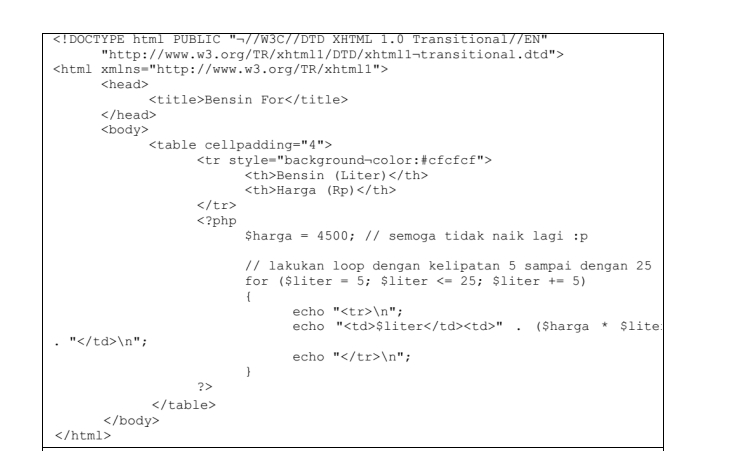 <!DOCTYPE html PUBLIC "¬//W3C//DTD XHTML 1.0 Transitional//EN"
"http://www.w3.org/TR/xhtml1/DTD/xhtml1¬transitional.dtd">
<html xmlns="http://www.w3.org/TR/xhtml1">
<head>
<title>Bensin For</title>
</head>
<body>
<table cellpadding="4">
<tr style="background¬color:#cfcfcf">
<th>Bensin (Liter)</th>
<th>Harga (Rp)</th>
</tr>
<?php
$harga = 4500; // semoga tidak naik lagi :p
// lakukan loop dengan kelipatan 5 sampai dengan 25
for ($liter = 5; $liter <= 25; $liter += 5)
{
echo "<tr>\n";
echo "<td>$liter</td><td>" . ($harga * $lite
. "</td>\n";
echo "</tr>\n";
}
?>
</table>
</body>
</html>